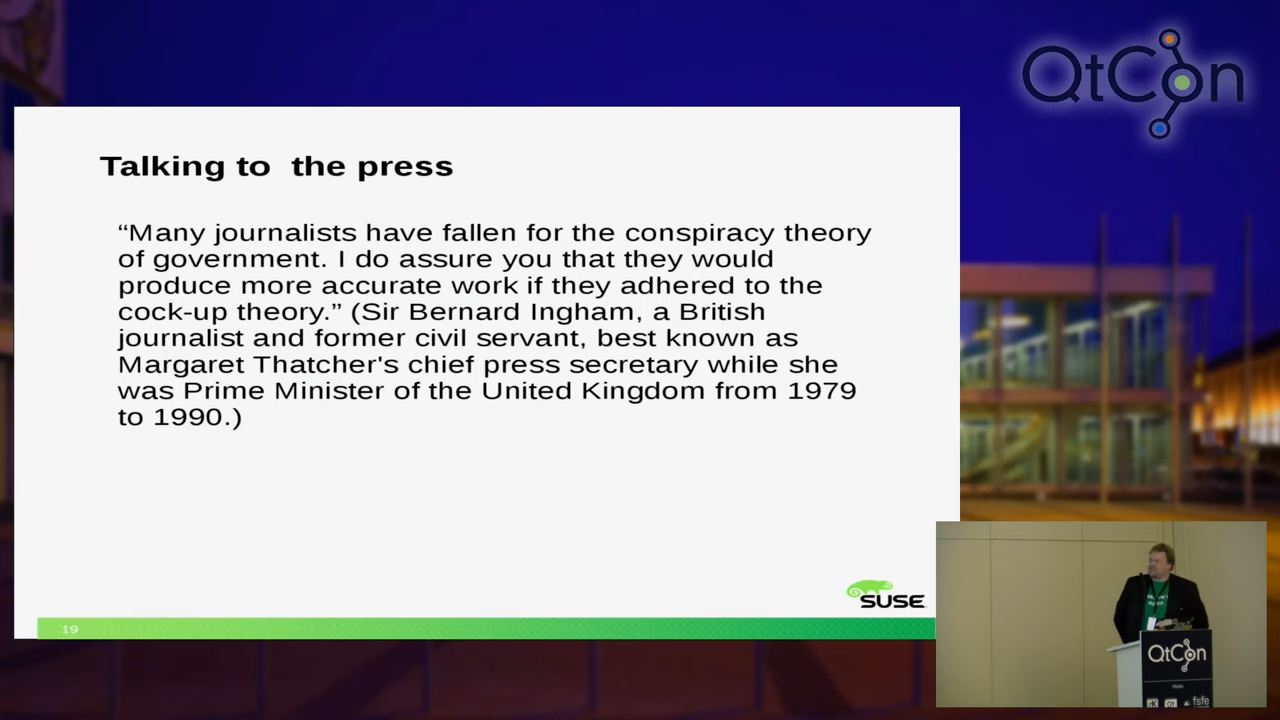 QtCon
Talking to  the press
“Many journalists have fallen for the conspiracy theory
of government. I do assure you that they would
produce more accurate work if they adhered to the
cock-up theory.” (Sir Bernard Ingham, a British
journalist and former civil servant, best known as
Margaret Thatcher's chief press secretary while she
was Prime Minister of the United Kingdom from 1979
to 1990.)
SUSE
19
QtCon
fsfe